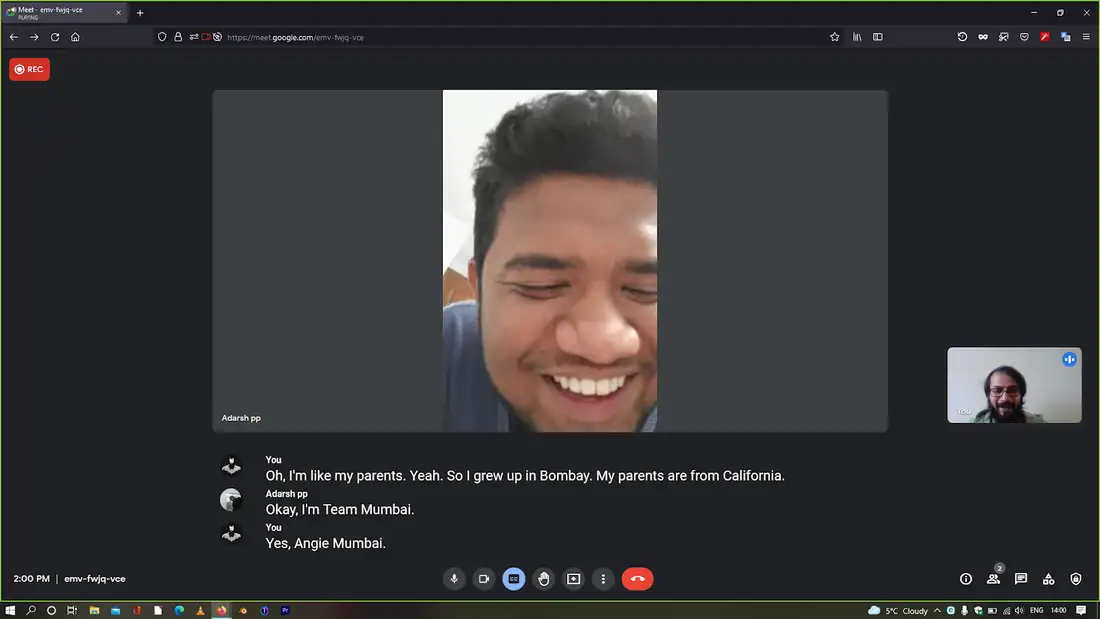 Meet - emv-fwjq-vce
PLAYING
https://meet.google.com/emv-fwjq-vce
REC
Adarsh pp
You
You
Oh, I'm like my parents. Yeah. So I grew up in Bombay. My parents are from California.
Adarsh pp
Okay, I'm Team Mumbai.
You
Yes, Angie Mumbai.
2:00 PM | emv-fwjq-vce
2
5°C Cloudy
ENG
14:00